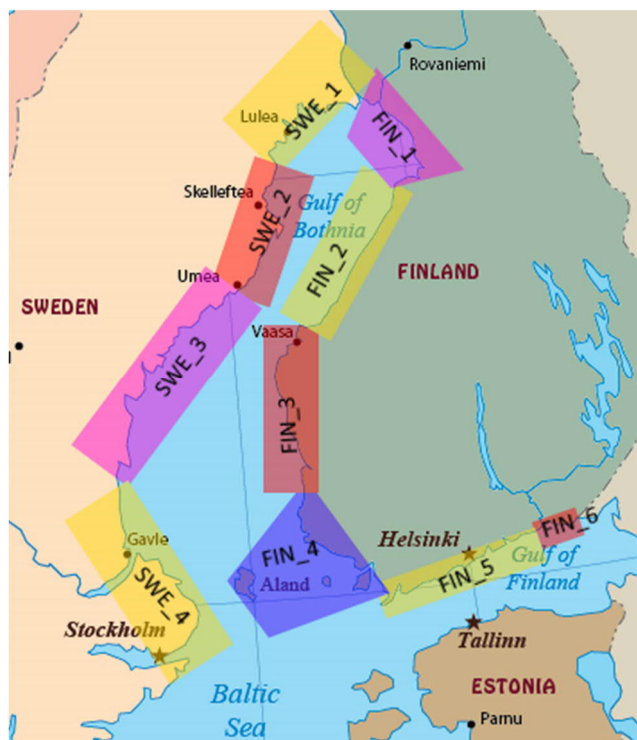 Rovaniemi
SWE_1
Lulea
FIN_1
Skelleftea
SWE_2
Gulf of
Bothnia
FIN_2
FINLAND
Umea
SWEDEN
Vaasa
SWE_3
FIN_3
FIN_6
Helsinki
Gavle
FIN_4
Gulf of
Finland
FIN_5
Aland
SWE_4
Stockholm
Tallinn
Baltic
Sea
ESTONIA
Pamu